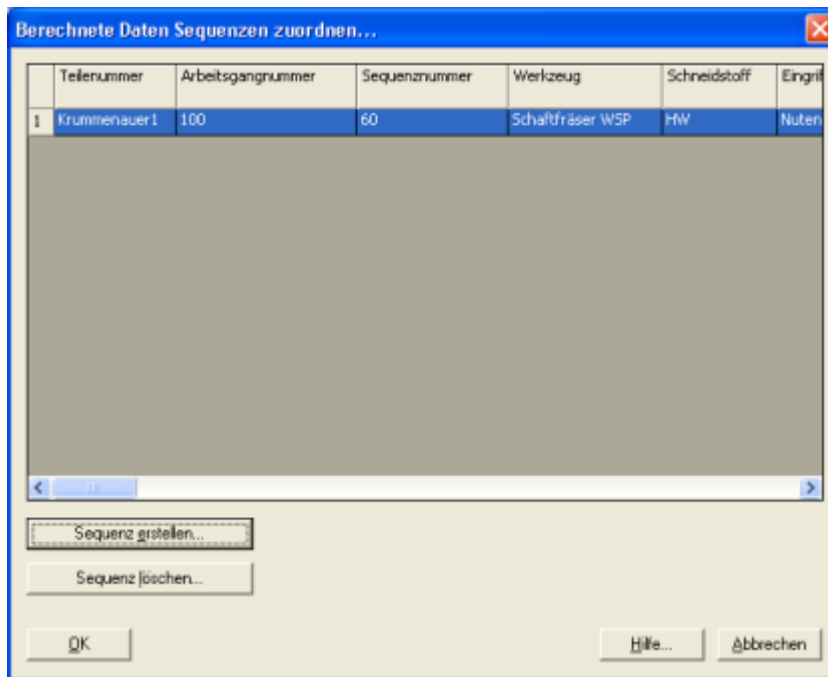 Berechnete Daten Sequenzen zuordnen...
Teilenummer Arbeitsgangnummer Sequenznummer Werkzeug Schneidstoff Eingrif
1 Krummenauer1 100 60 Schaftfräser WSP HW Nuten
Sequenz erstellen...
Sequenz löschen...
OK Hilfe... Abbrechen